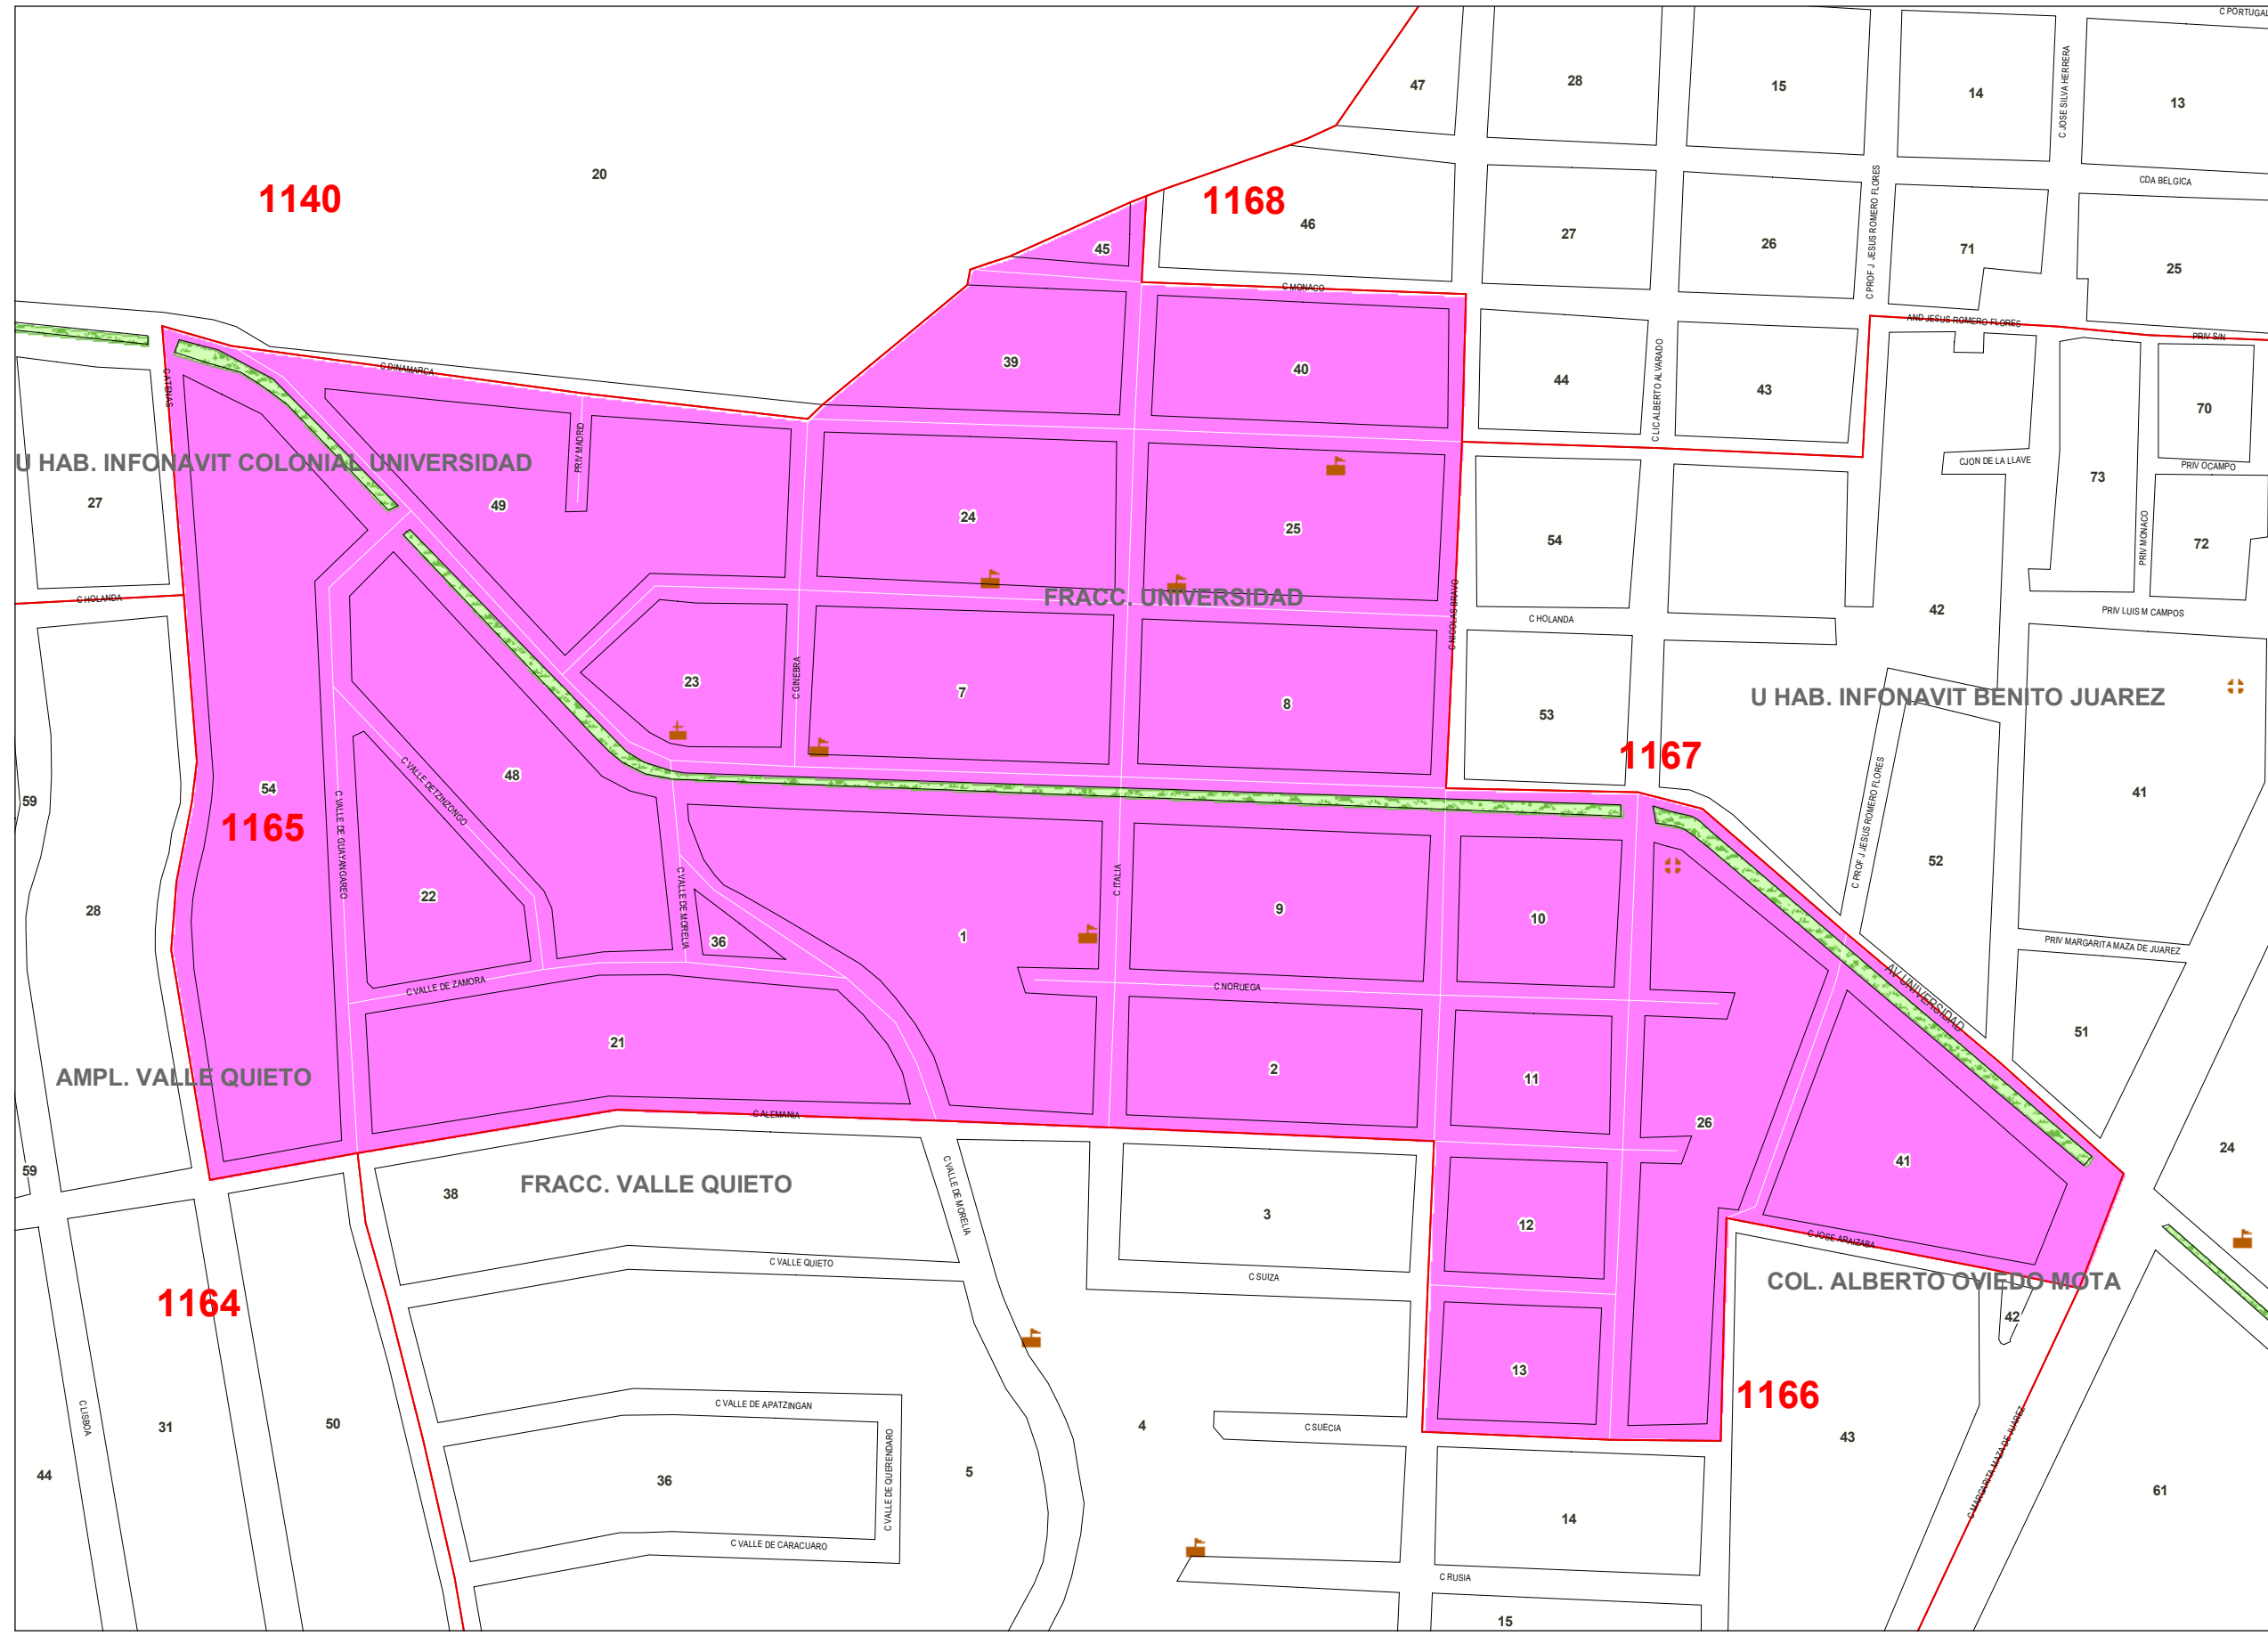 C PORTUGAL
47
28
15
14
C JOSE SILVA HERRERA
13
20
1140
1168
46
27
26
C PROF J JESUS ROMERO FLORES
71
CDA BELGICA
25
45
C MONACO
39
40
44
C LIC ALBERTO ALVARADO
43
AND JESUS ROMERO FLORES
PRIV S/N
70
C ATENAS
C DINAMARCA
PRIV MADRID
U HAB. INFONAVIT COLONIAL UNIVERSIDAD
27
49
24
25
54
CJON DE LA LLAVE
73
PRIV OCAMPO
PRIV MONACO
72
C HOLANDA
FRACC. UNIVERSIDAD
C NICOLAS BRAVO
C HOLANDA
42
PRIV LUIS M CAMPOS
23
C GINEBRA
7
8
53
U HAB. INFONAVIT BENITO JUAREZ
1167
59
54
1165
C VALLE DE GUAYANGAREO
C VALLE DE TZINZONGO
48
41
C PROF J JESUS ROMERO FLORES
52
28
22
C VALLE DE MORELIA
36
1
C ITALIA
9
10
PRIV MARGARITA MAZA DE JUAREZ
C VALLE DE ZAMORA
C NORUEGA
AV UNIVERSIDAD
51
21
AMPL. VALLE QUIETO
2
11
26
C ALEMANIA
59
38
FRACC. VALLE QUIETO
C VALLE DE MORELIA
3
12
41
24
C JOSE ARAIZABA
C VALLE QUIETO
C SUIZA
COL. ALBERTO OVIEDO MOTA
1164
42
13
1166
C LISBOA
31
50
C VALLE DE APATZINGAN
C VALLE DE QUERENDARO
4
C SUECIA
43
C MARGARITA MAZA DE JUAREZ
44
36
5
61
14
C VALLE DE CARACUARO
C RUSIA
15